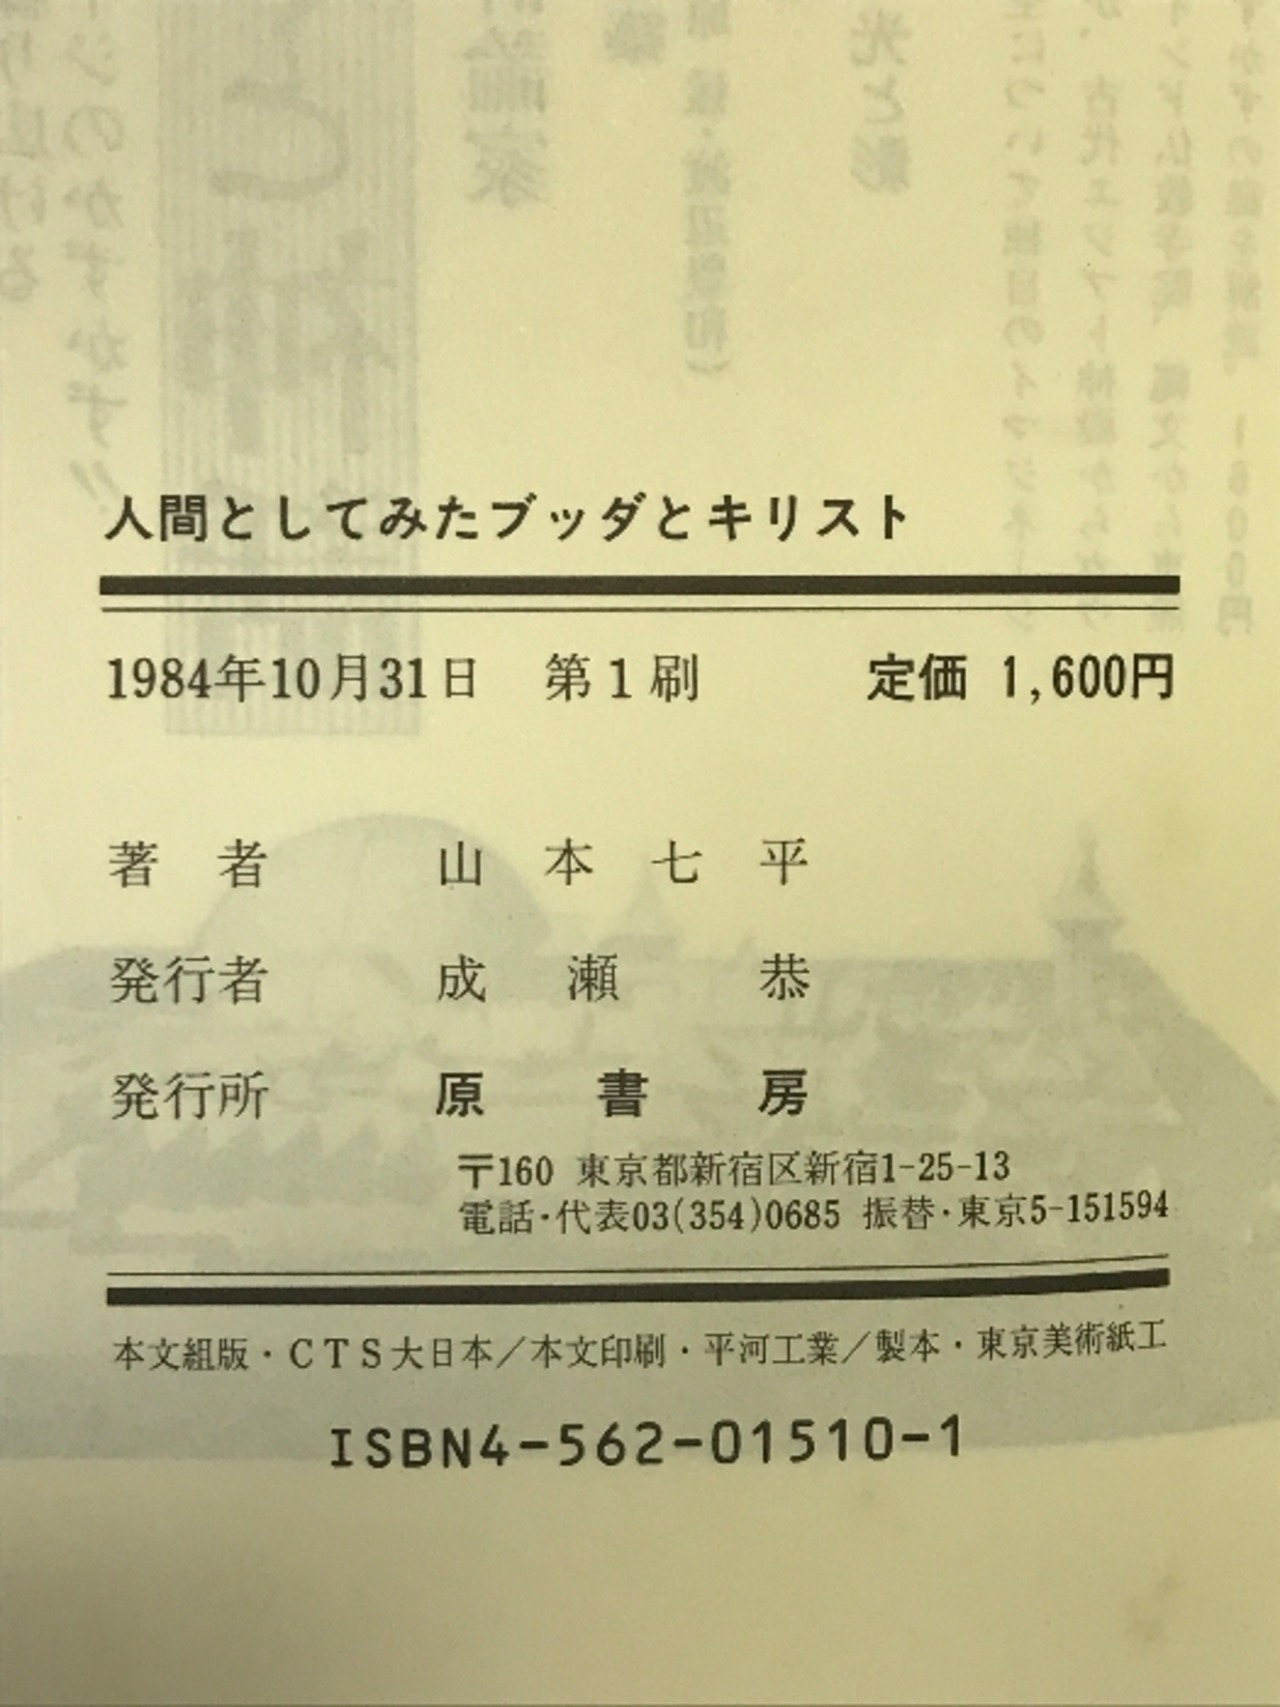 人間としてみたブッダとキリスト
1984年10月31日 第1刷 定価 1,600円
著者 山本七平
発行者 成瀬恭
発行所 原書房
〒160 東京都新宿区新宿1-25-13
電話・代表03(354)0685 振替・東京5-151594
本文組版・CTS大日本／本文印刷・平河工業／製本・東京美術紙工
ISBN4-562-01510-1